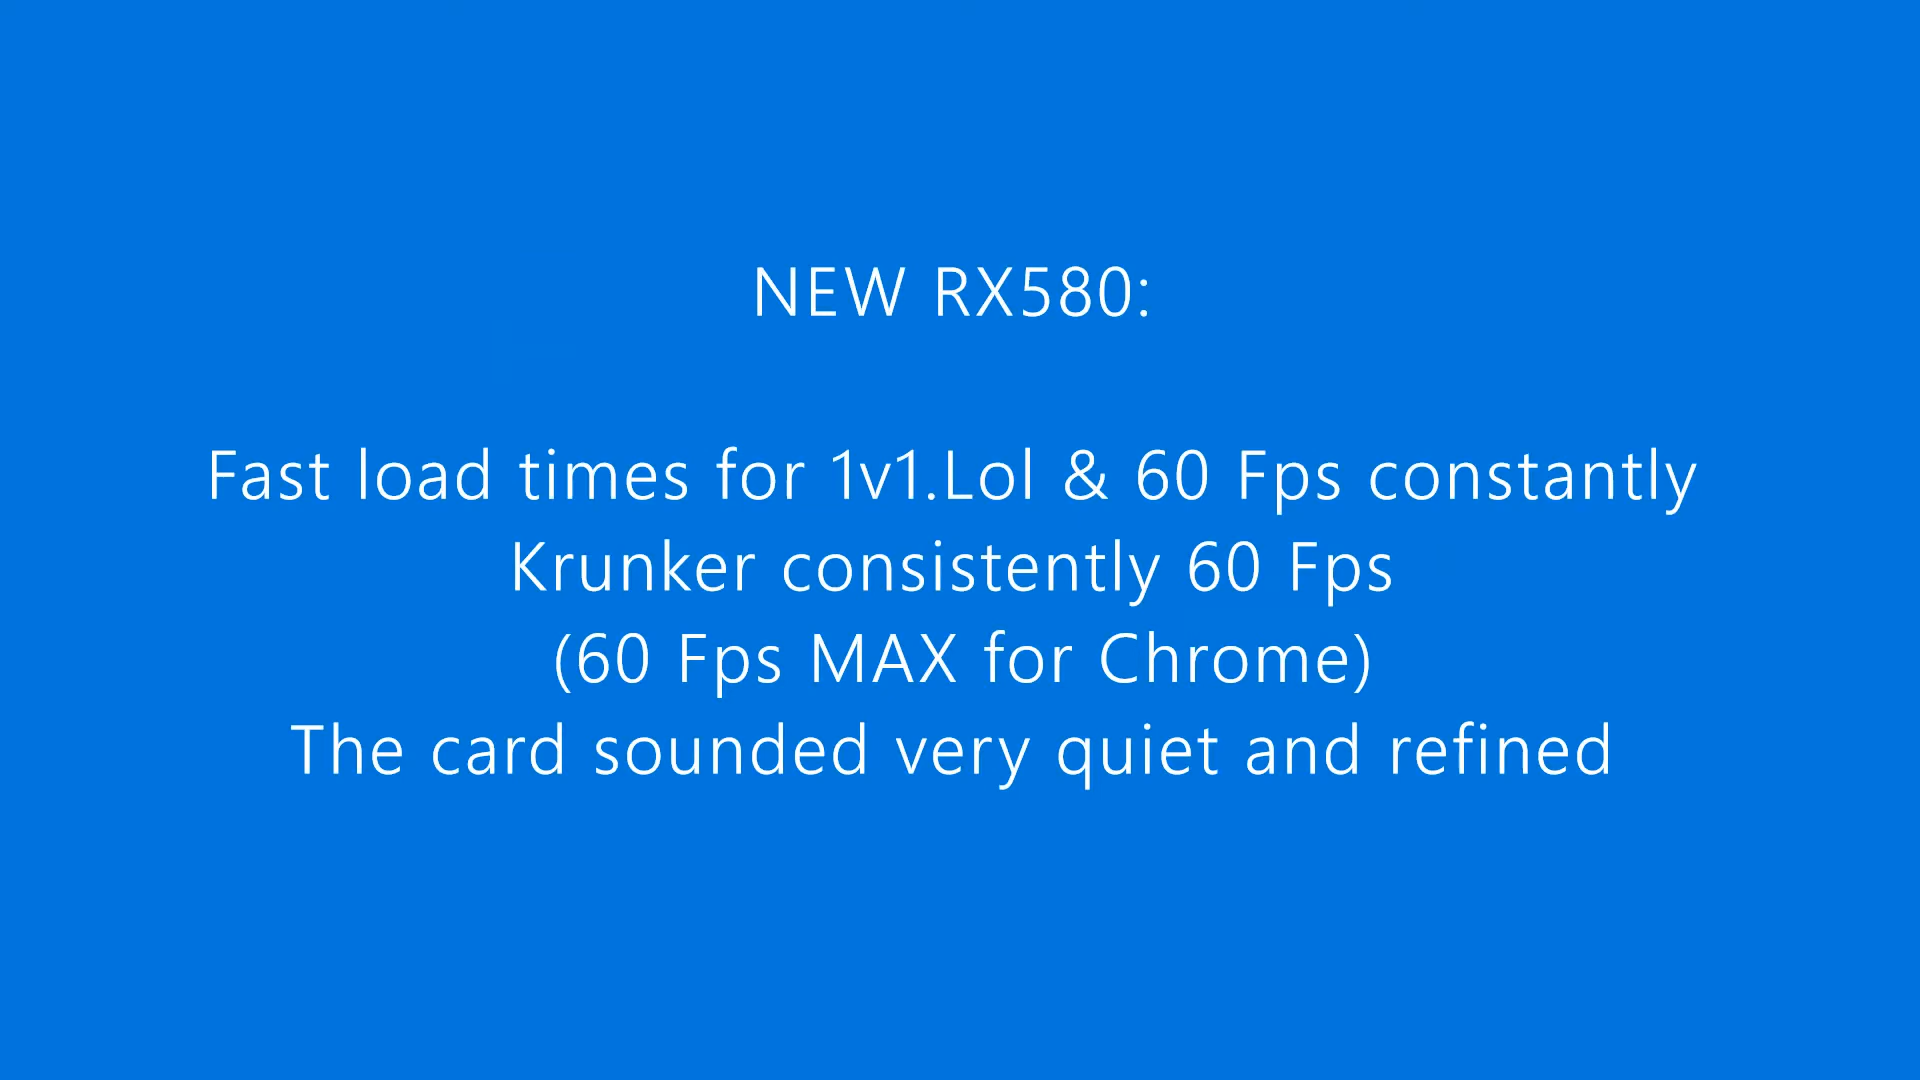 NEW RX580:
Fast load times for 1v1.Lol & 60 Fps constantly
Krunker consistently 60 Fps
(60 Fps MAX for Chrome)
The card sounded very quiet and refined